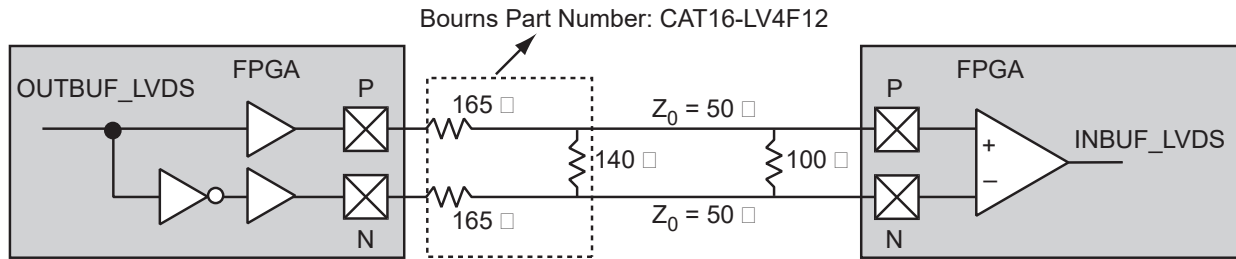 Bourns Part Number: CAT16-LV4F12
FPGA
OUTBUF_LVDS
P
165 □
Z0 = 50 □
140 □
100 □
165 □
Z0 = 50 □
N
FPGA
P
+
–
INBUF_LVDS
N